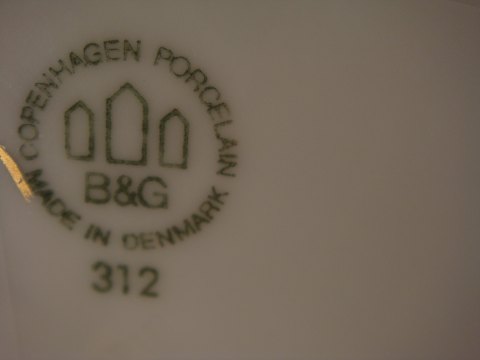 COPENHAGEN PORCELAIN
B&G
MADE IN DENMARK
312